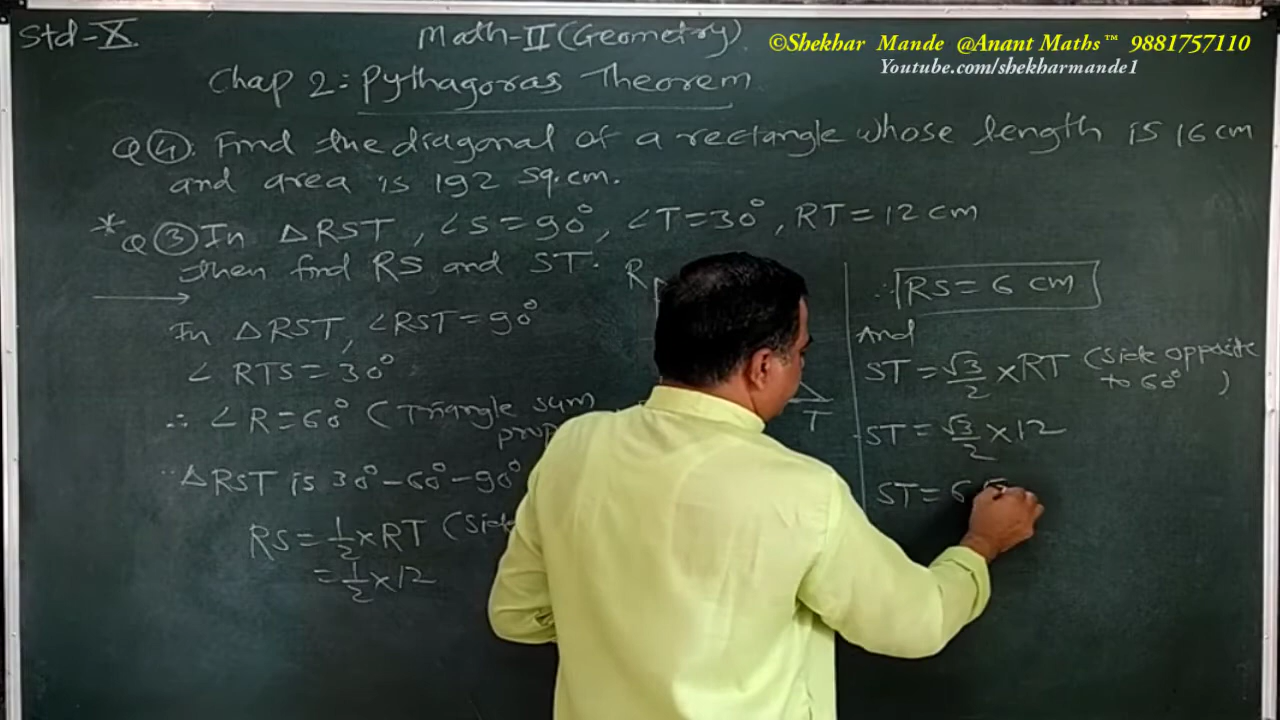 Std-X
Math-II (Geometry)
©Shekhar Mande @Anant Maths™ 9881757110
Youtube.com/shekharmande1
Chap 2: Pythagoras Theorem
Q④. Find the diagonal of a rectangle whose length is 16 cm
and area is 192 sq.cm.
* Q③ In △RST, ∠S=90°, ∠T=30°, RT=12 cm
then find RS and ST.
In △RST, ∠RST=90°
∠RTS=30°
∴ ∠R=60° (Triangle sum
△RST is 30°-60°-90°
RS=1/2×RT (side
=1/2×12
R
T
∴ RS=6 cm
And
ST=√3/2×RT (side opposite
to 60°)
ST=√3/2×12
ST=6